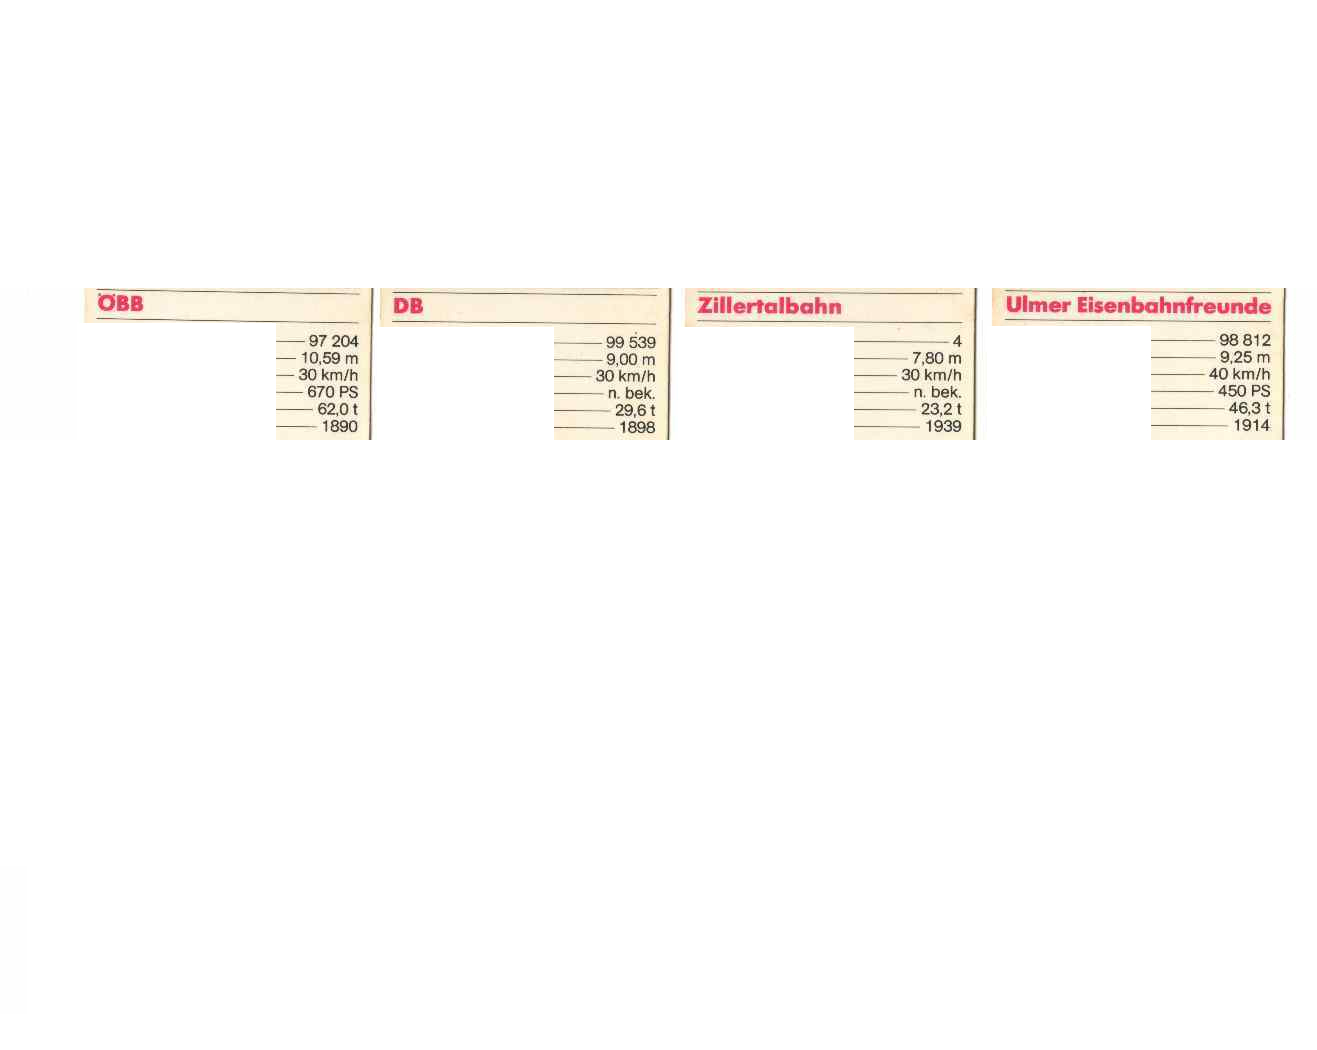 ÖBB
97 204
10,59 m
30 km/h
670 PS
62,0 t
1890
DB
99 539
9,00 m
30 km/h
n. bek.
29,6 t
1898
Zillertalbahn
4
7,80 m
30 km/h
n. bek.
23,2 t
1939
Ulmer Eisenbahnfreunde
98 812
9,25 m
40 km/h
450 PS
46,3 t
1914